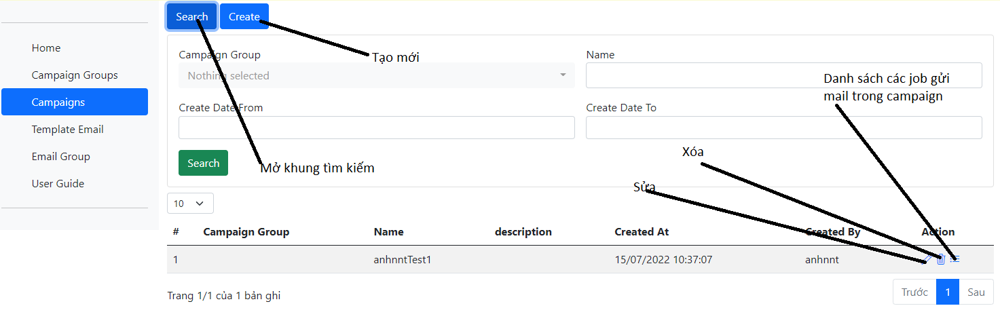 Search
Create
Home
Campaign Groups
Campaigns
Template Email
Email Group
User Guide
Tạo mới
Campaign Group
Name
Nothing selected
Danh sách các job gửi
mail trong campaign
Create Date From
Create Date To
Search
Mở khung tìm kiếm
Xóa
Sửa
10
# Campaign Group Name description Created At Created By Action
1 anhnntTest1 15/07/2022 10:37:07 anhnnt
Trang 1/1 của 1 bản ghi
Trước 1 Sau